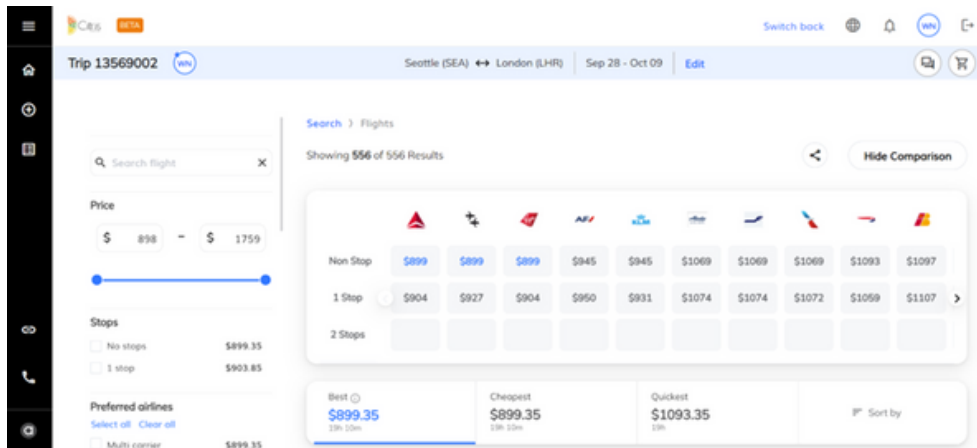 BETA
Switch back
WN
Trip 13569002 WN
Seattle (SEA) ↔ London (LHR) Sep 28 - Oct 09 Edit
Search > Flights
Showing 556 of 556 Results
Hide Comparison
Search flight
Price
$ 898 - $ 1759
Stops
No stops $899.35
1 stop $903.85
Preferred airlines
Select all Clear all
Multi carrier $899.35
AF KLM
Non Stop $899 $899 $899 $945 $945 $1069 $1069 $1069 $1093 $1097
1 Stop $904 $927 $904 $950 $931 $1074 $1074 $1072 $1059 $1107
2 Stops
Best Cheapest Quickest
$899.35 $899.35 $1093.35 Sort by
19h 10m 19h 10m 19h